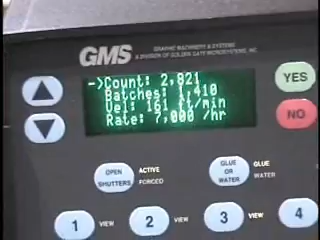 GMS
GRAPHIC MACHINERY & SYSTEMS
A DIVISION OF GOLDEN GATE MICROSYSTEMS, INC.
->Count: 2,821
Batches: 1,410
Vel: 161 ft/min
Rate: 7,000 /hr
YES
NO
OPEN SHUTTERS
ACTIVE
FORCED
GLUE OR WATER
GLUE
WATER
1 VIEW
2 VIEW
3 VIEW
4